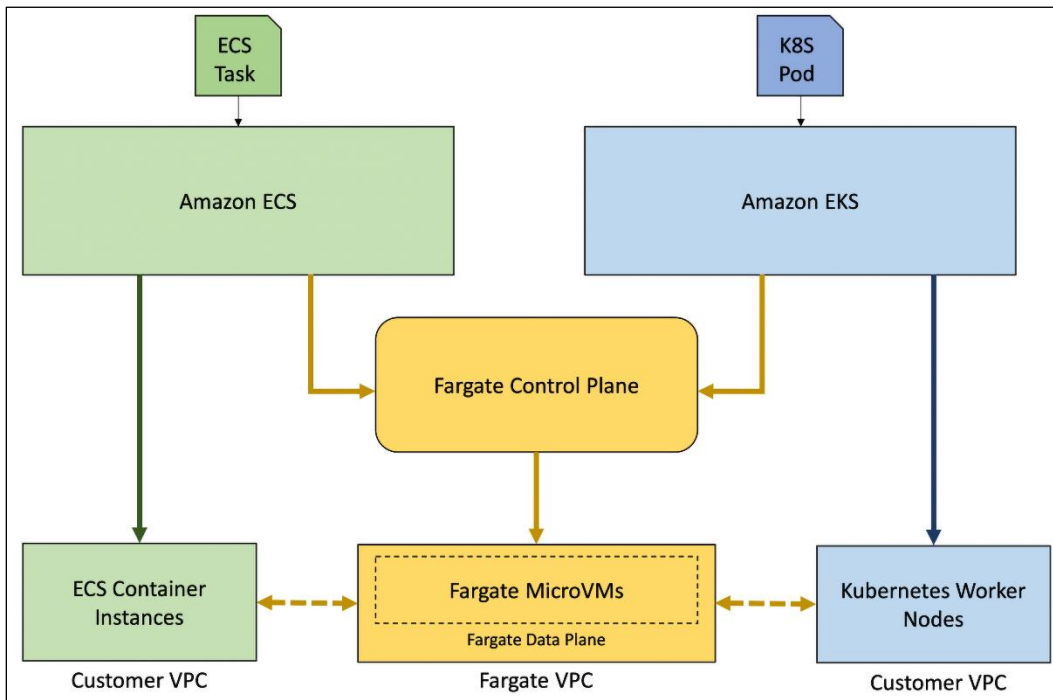 ECS
Task
K8S
Pod
Amazon ECS
Amazon EKS
Fargate Control Plane
ECS Container
Instances
Fargate MicroVMs
Fargate Data Plane
Kubernetes Worker
Nodes
Customer VPC
Fargate VPC
Customer VPC